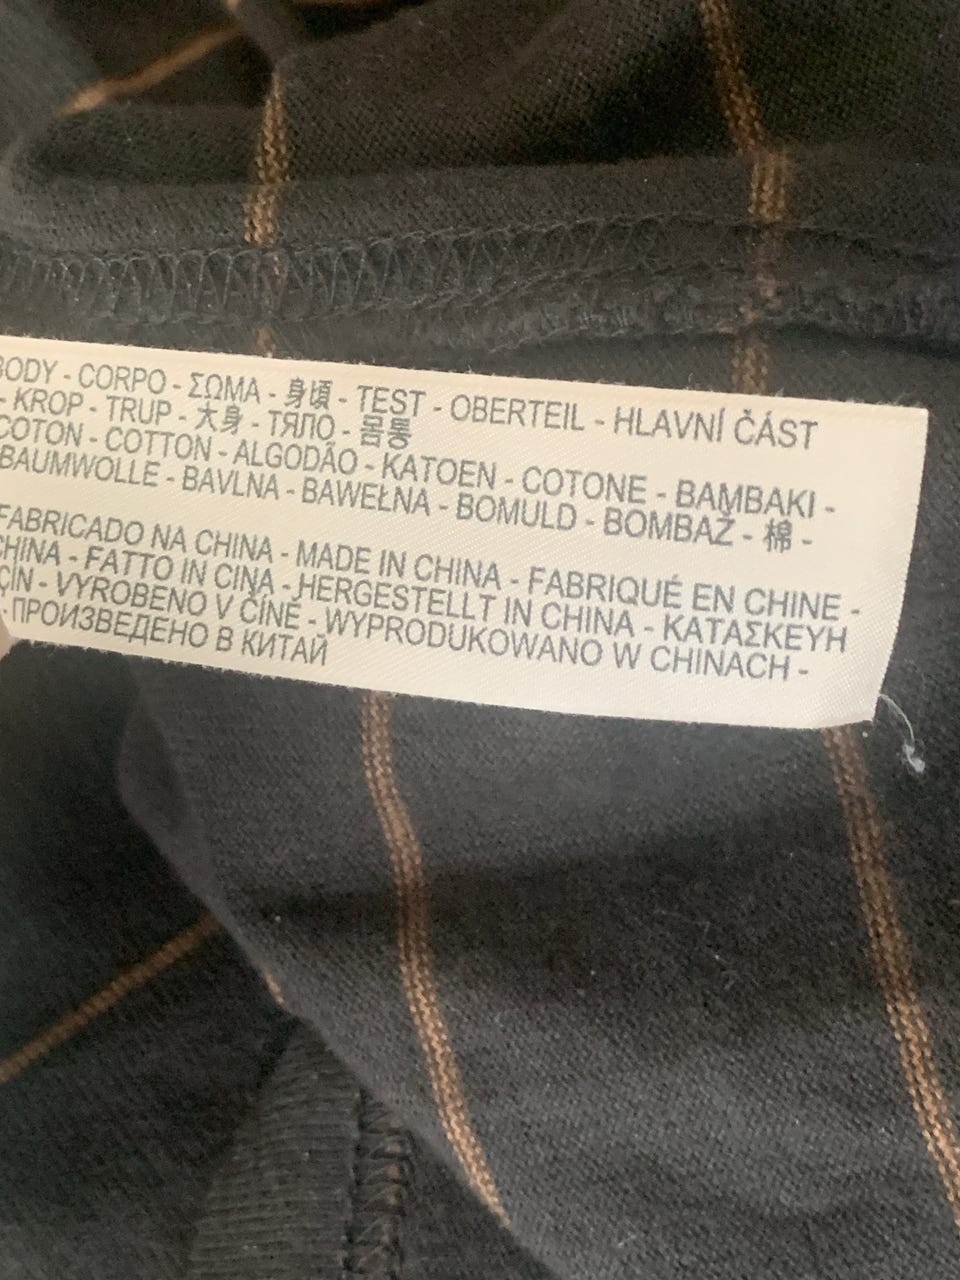 BODY - CORPO - ΣΩΜΑ - 身頃 - TEST - OBERTEIL - HLAVNÍ ČÁST
- KROP - TRUP - 大身 - ТЯЛО - 몸통
COTON - COTTON - ALGODÃO - KATOEN - COTONE - BAMBAKI -
BAUMWOLLE - BAVLNA - BAWEŁNA - BOMULD - BOMBAŽ - 棉 -
FABRICADO NA CHINA - MADE IN CHINA - FABRIQUÉ EN CHINE -
CHINA - FATTO IN CINA - HERGESTELLT IN CHINA - ΚΑΤΑΣΚΕΥΗ
ÇİN - VYROBENO V ČÍNĚ - WYPRODUKOWANO W CHINACH -
- ПРОИЗВЕДЕНО В КИТАЙ